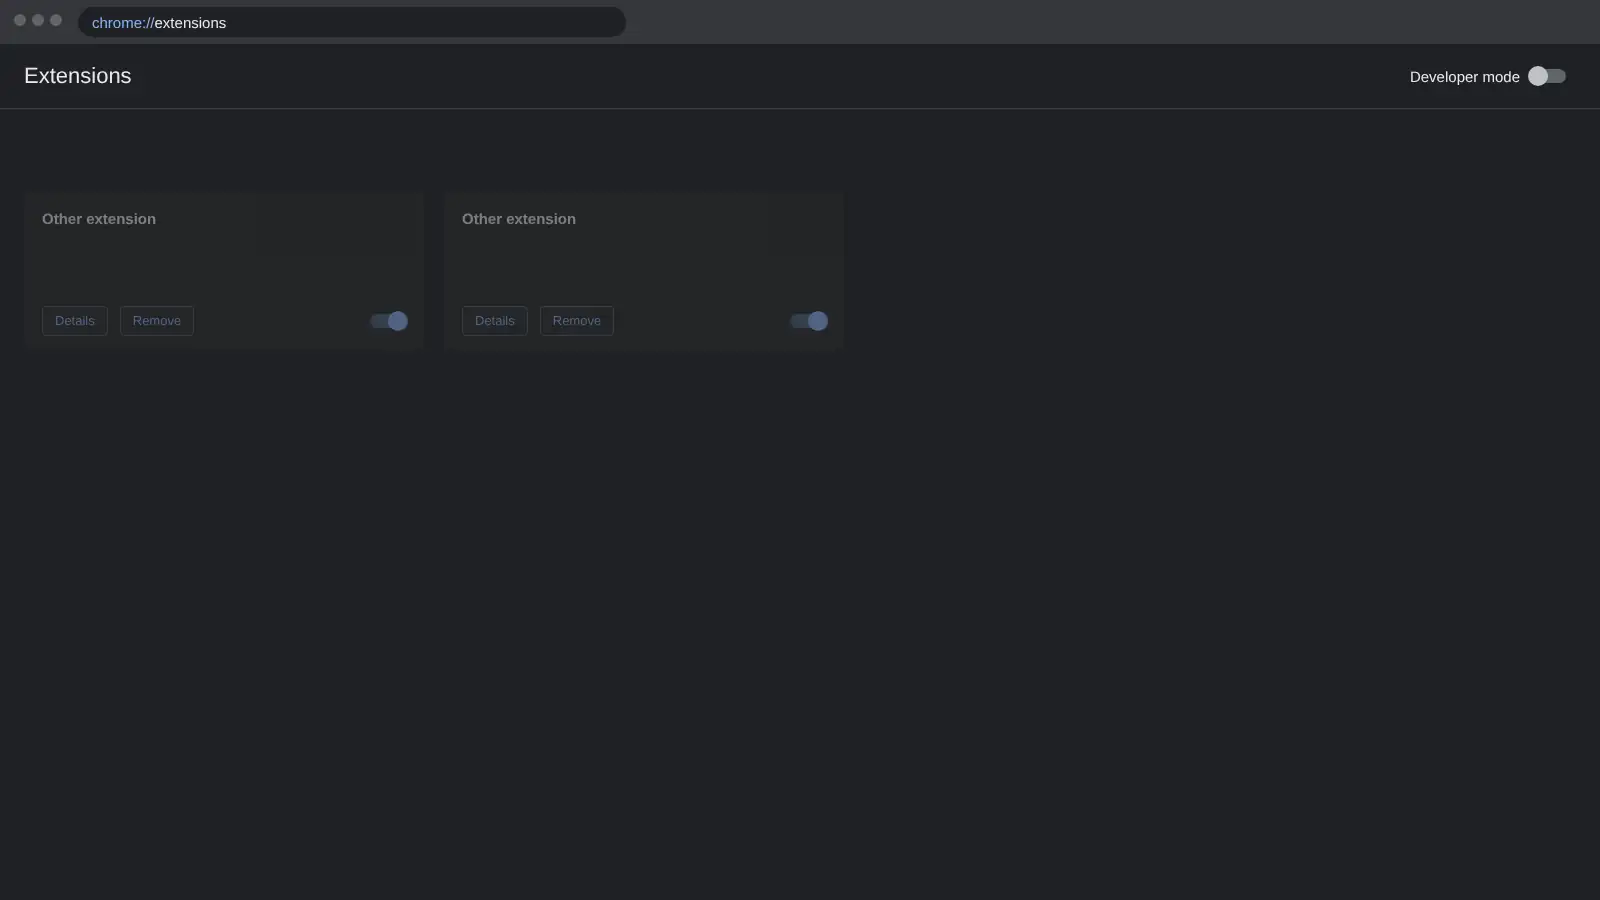 chrome://extensions
Extensions
Developer mode
Other extension
Other extension
Details
Remove
Details
Remove